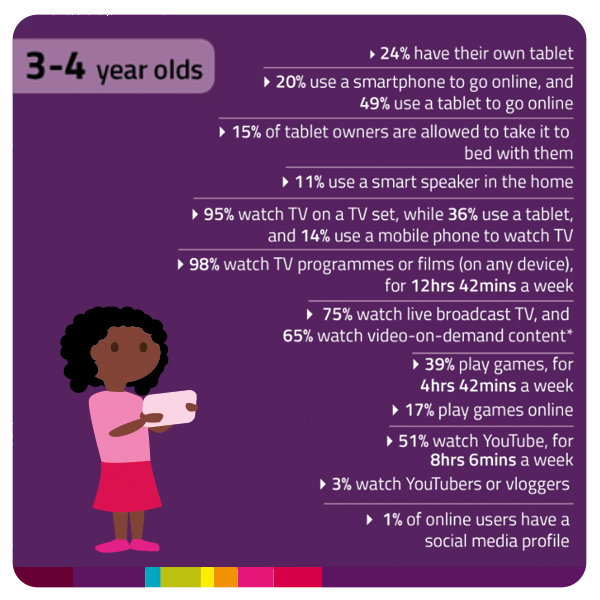 3-4 year olds
24% have their own tablet
20% use a smartphone to go online, and
49% use a tablet to go online
15% of tablet owners are allowed to take it to
bed with them
11% use a smart speaker in the home
95% watch TV on a TV set, while 36% use a tablet,
and 14% use a mobile phone to watch TV
98% watch TV programmes or films (on any device),
for 12hrs 42mins a week
75% watch live broadcast TV, and
65% watch video-on-demand content*
39% play games, for
4hrs 42mins a week
17% play games online
51% watch YouTube, for
8hrs 6mins a week
3% watch YouTubers or vloggers
1% of online users have a
social media profile